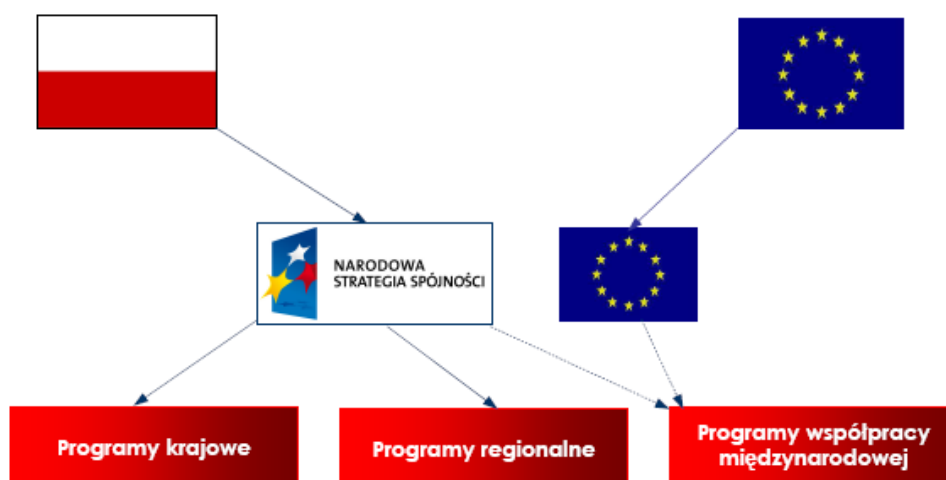 NARODOWA
STRATEGIA SPÓJNOŚCI
Programy krajowe
Programy regionalne
Programy współpracy
międzynarodowej